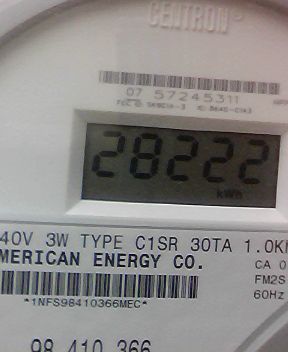 CENTRON
07 57245311
28222
kWh
40V 3W TYPE C1SR 30TA 1.0K
MERICAN ENERGY CO.
CA 0
FM2S
60Hz
*1NFS98410366MEC*
98 410 366